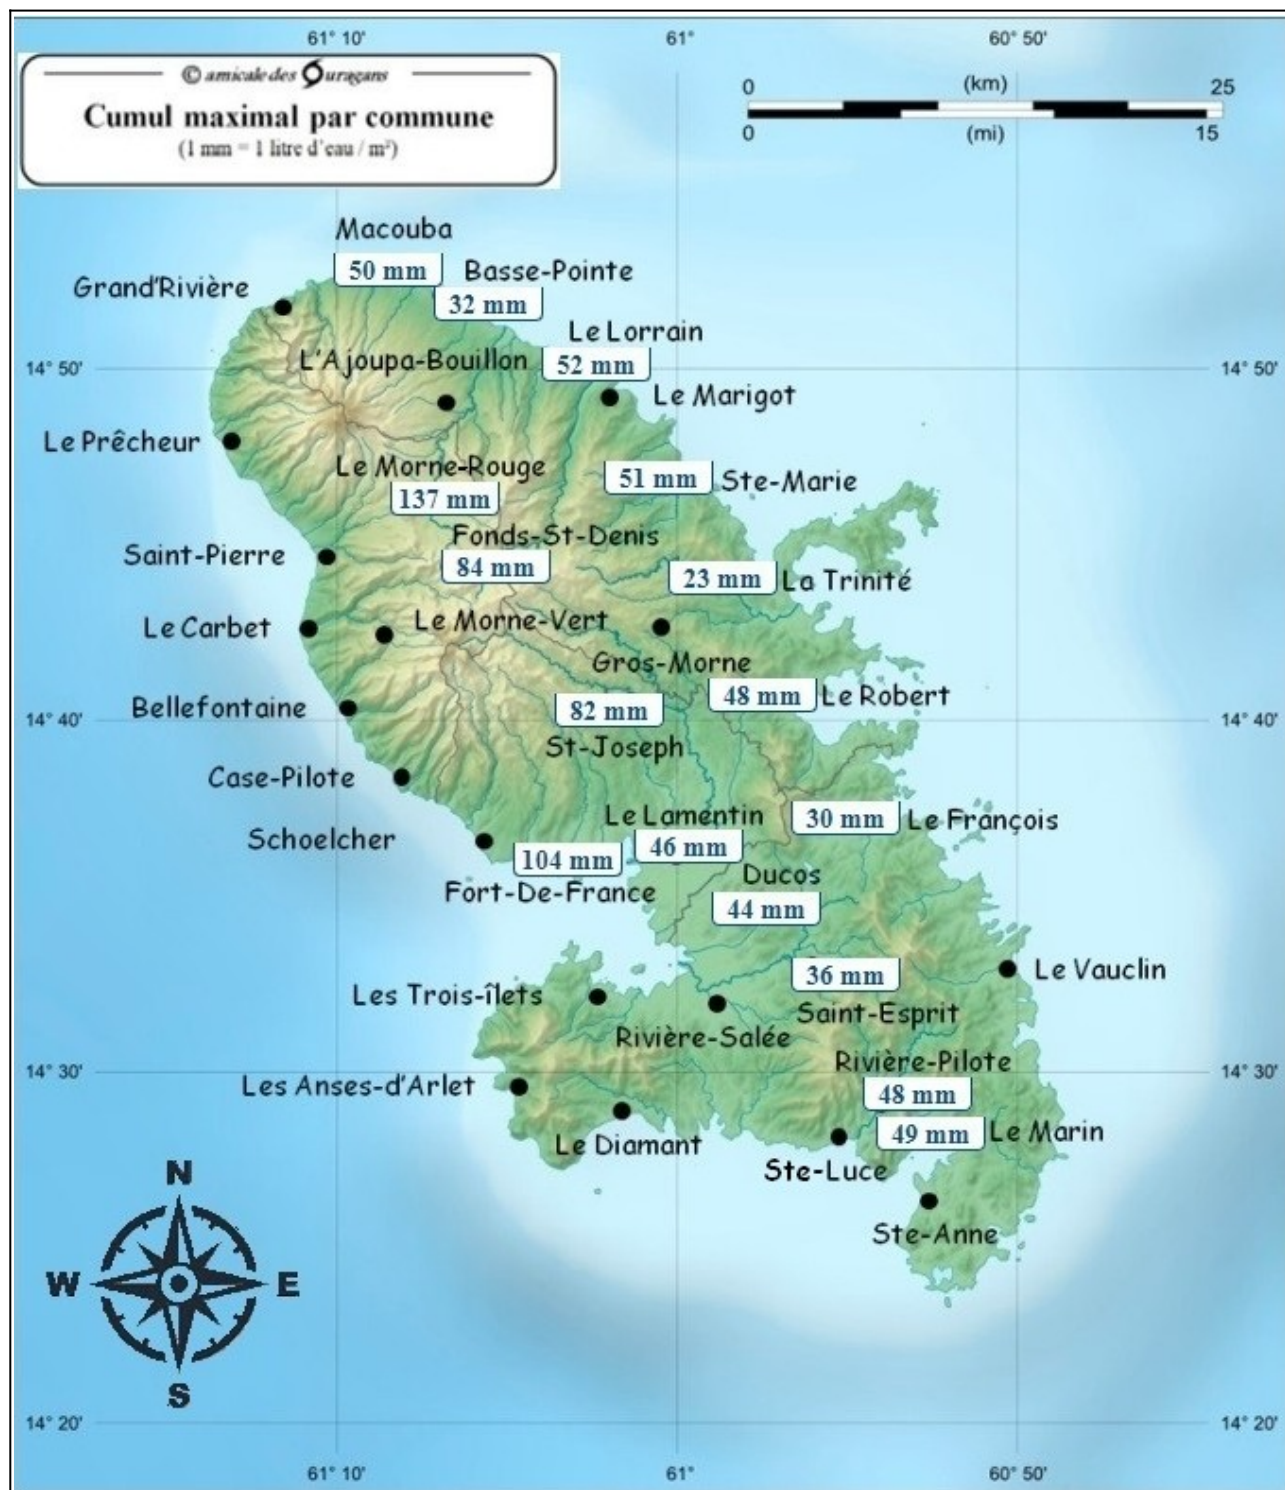 61° 10'
61°
60° 50'
© amicale des Ouragans
Cumul maximal par commune
(1 mm = 1 litre d'eau / m²)
0
(km)
25
0
(mi)
15
Macouba
50 mm
Basse-Pointe
32 mm
Grand'Rivière
Le Lorrain
52 mm
L'Ajoupa-Bouillon
14° 50'
14° 50'
Le Marigot
Le Prêcheur
Le Morne-Rouge
137 mm
51 mm
Ste-Marie
Fonds-St-Denis
84 mm
Saint-Pierre
23 mm
La Trinité
Le Carbet
Le Morne-Vert
Gros-Morne
48 mm
Le Robert
Bellefontaine
82 mm
St-Joseph
14° 40'
14° 40'
Case-Pilote
Le Lamentin
46 mm
30 mm
Le François
Schoelcher
104 mm
Fort-De-France
Ducos
44 mm
Le Vauclin
36 mm
Saint-Esprit
Les Trois-îlets
Rivière-Salée
Rivière-Pilote
48 mm
14° 30'
14° 30'
Les Anses-d'Arlet
49 mm
Le Marin
Le Diamant
Ste-Luce
Ste-Anne
N
W
E
S
14° 20'
14° 20'
61° 10'
61°
60° 50'